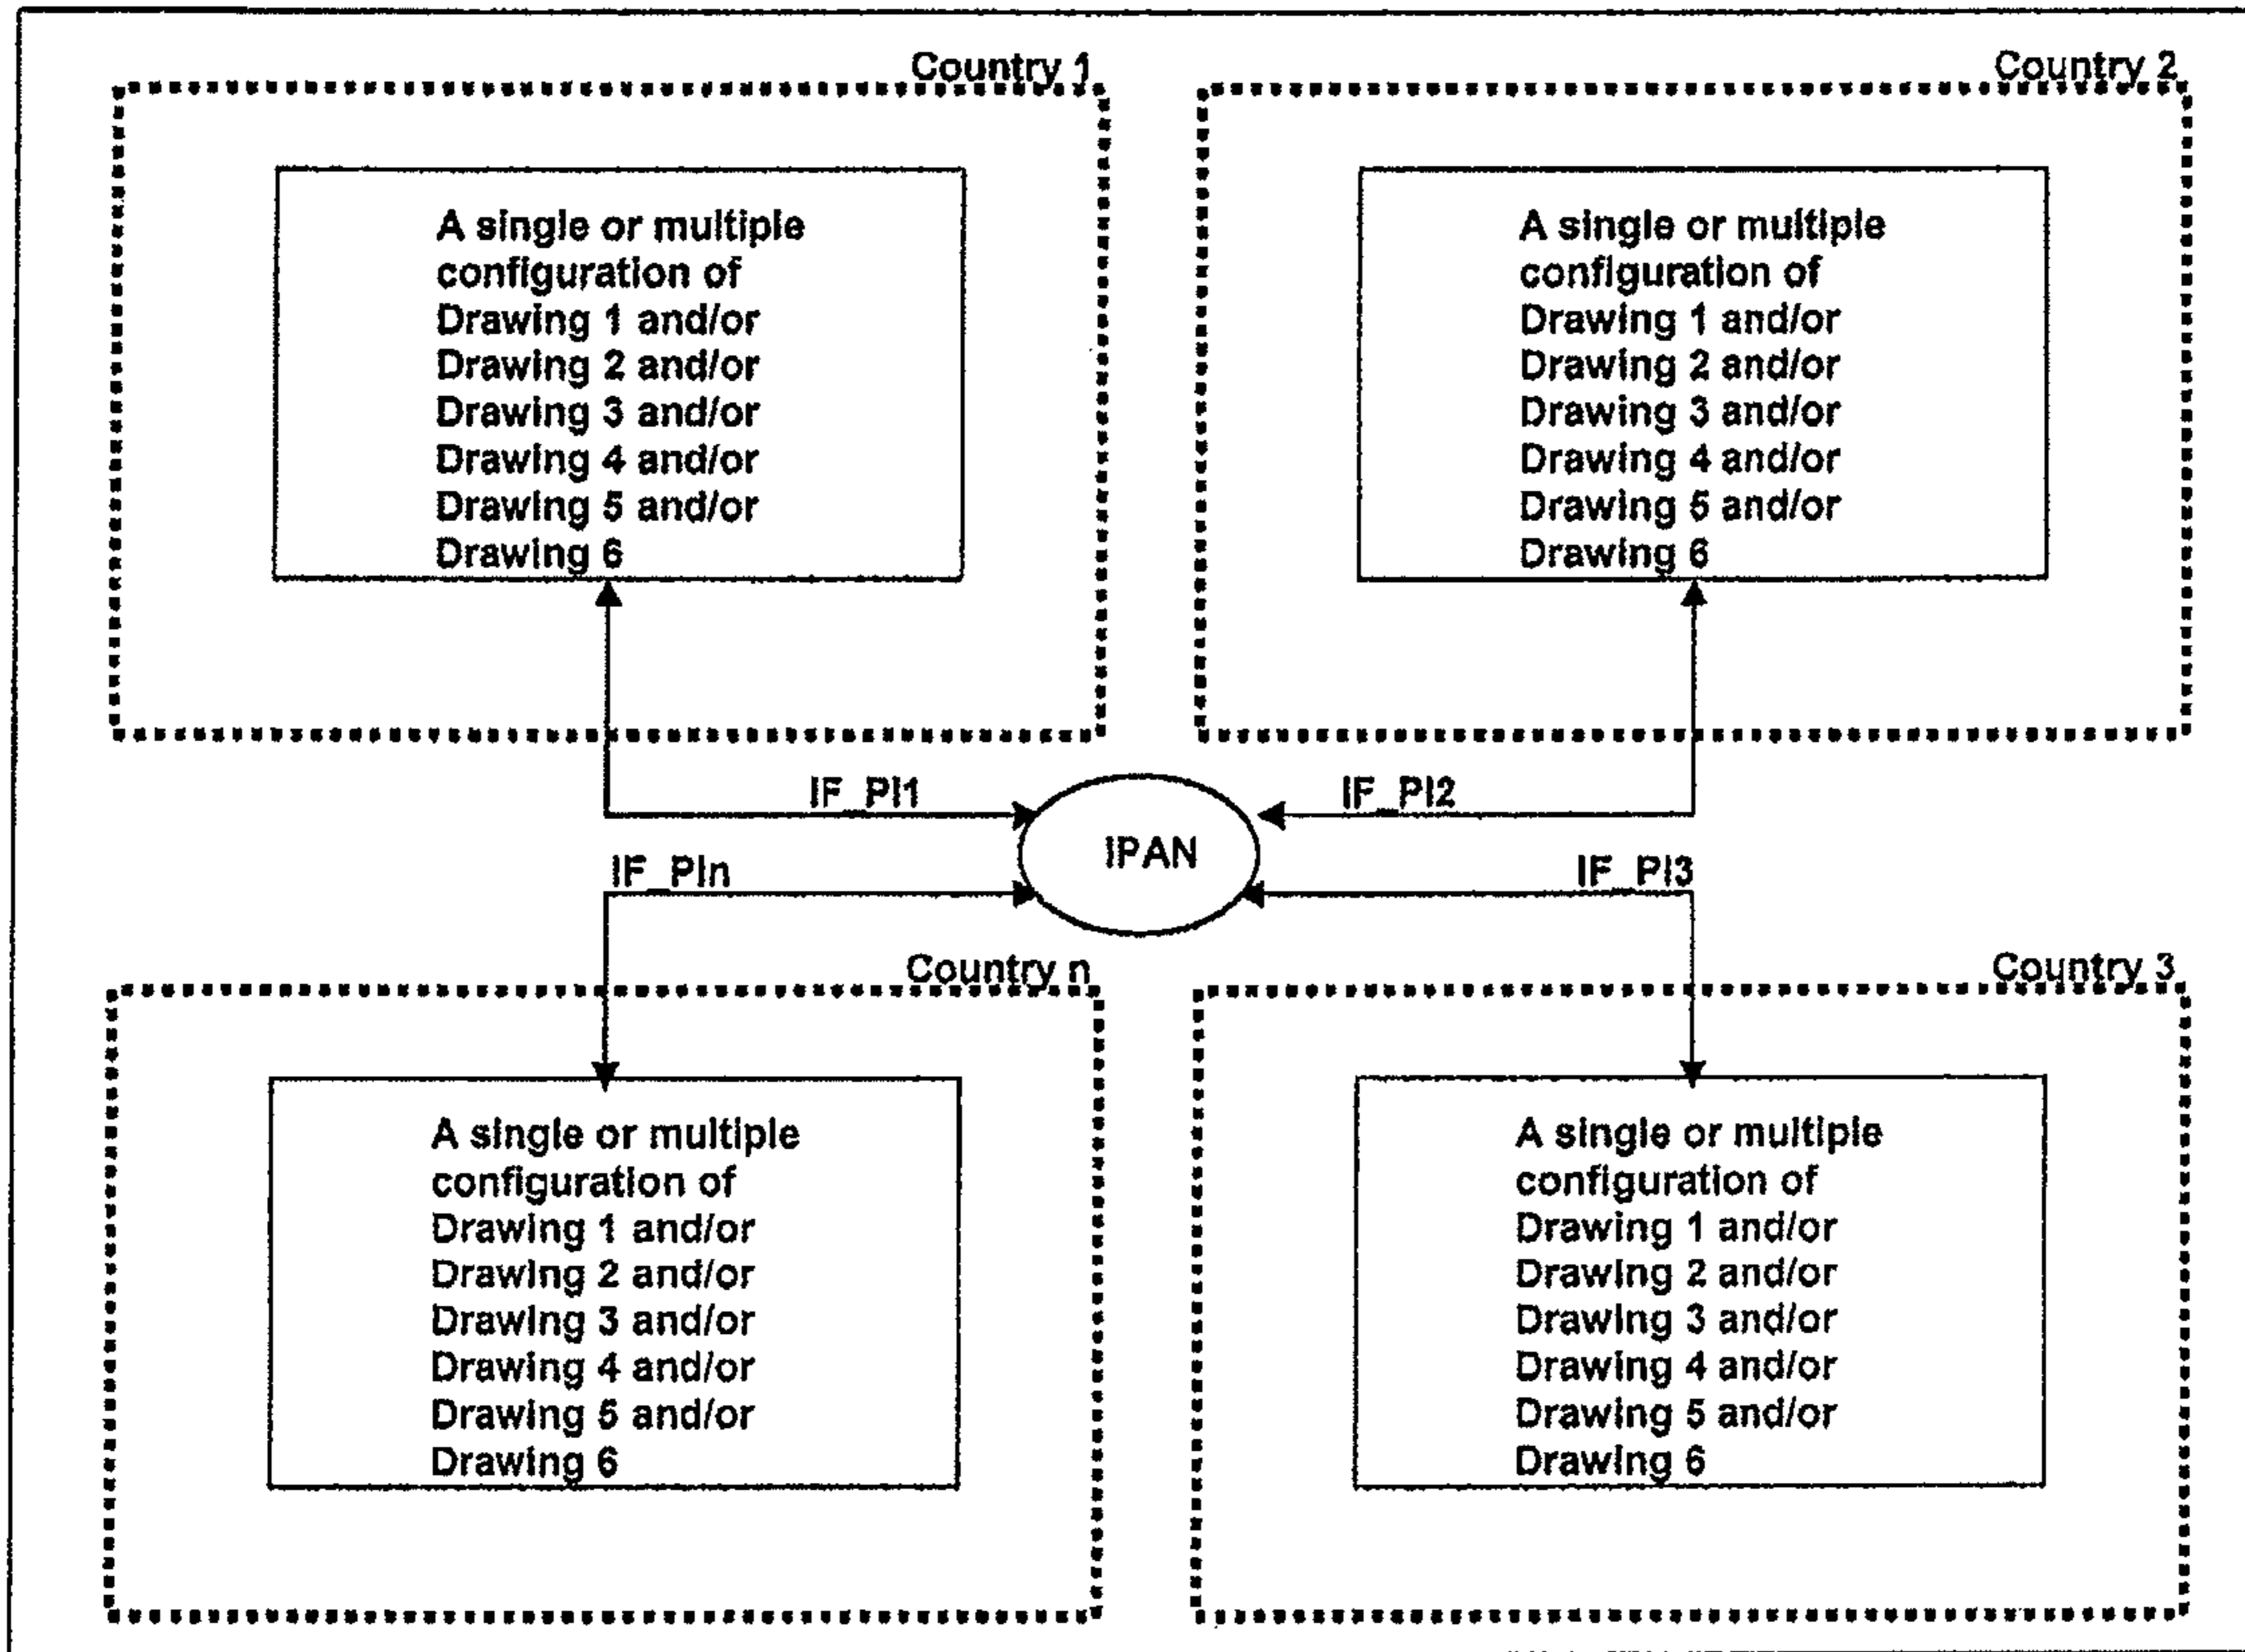 Country 1
A single or multiple
configuration of
Drawing 1 and/or
Drawing 2 and/or
Drawing 3 and/or
Drawing 4 and/or
Drawing 5 and/or
Drawing 6
Country 2
A single or multiple
configuration of
Drawing 1 and/or
Drawing 2 and/or
Drawing 3 and/or
Drawing 4 and/or
Drawing 5 and/or
Drawing 6
IF_PI1
IF_PI2
IPAN
IF_PIn
IF_PI3
Country n
A single or multiple
configuration of
Drawing 1 and/or
Drawing 2 and/or
Drawing 3 and/or
Drawing 4 and/or
Drawing 5 and/or
Drawing 6
Country 3
A single or multiple
configuration of
Drawing 1 and/or
Drawing 2 and/or
Drawing 3 and/or
Drawing 4 and/or
Drawing 5 and/or
Drawing 6